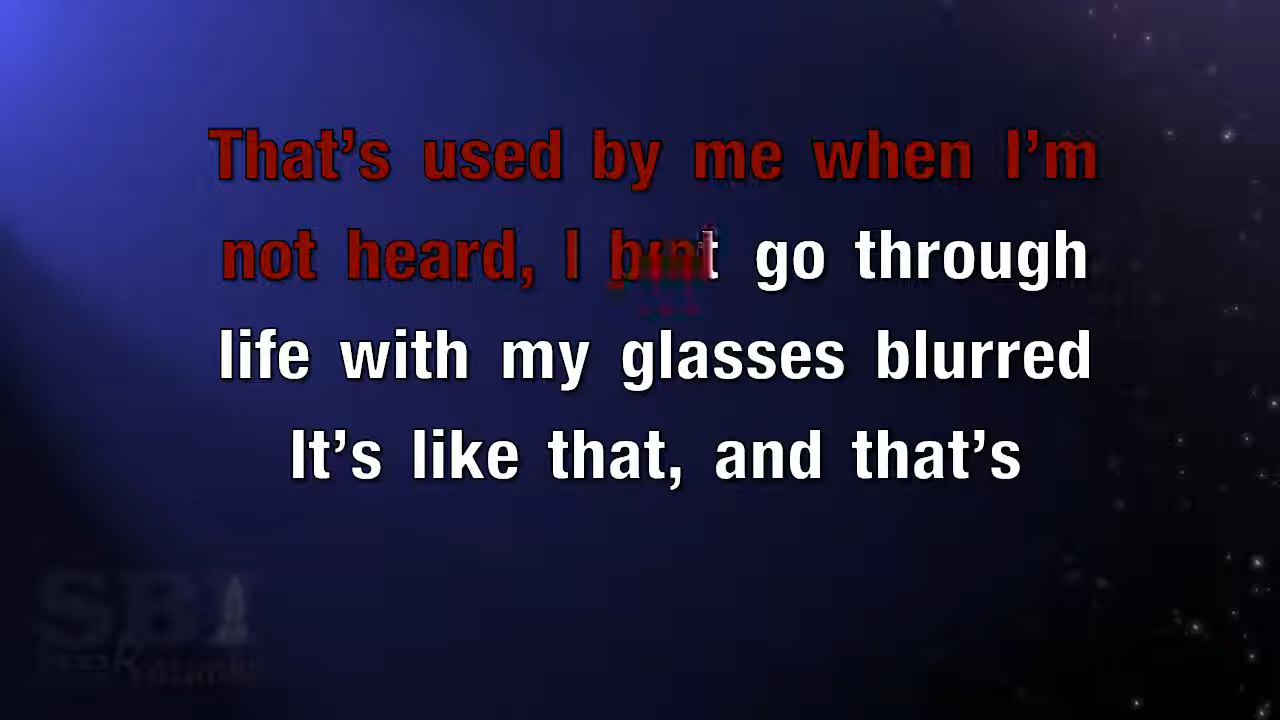 That’s used by me when I’m
not heard, I go through
life with my glasses blurred
It’s like that, and that’s
SBI